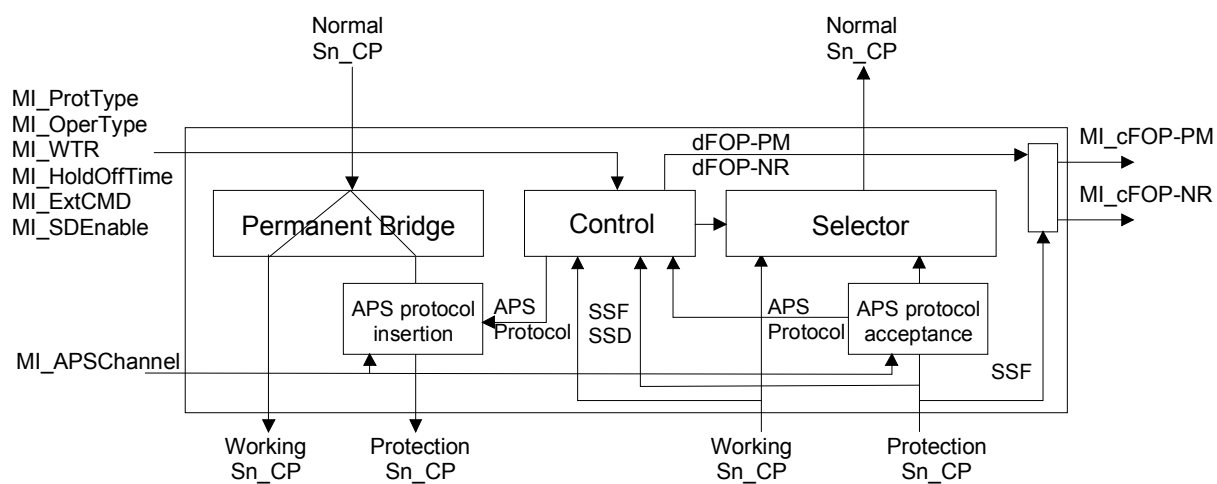 Normal
Sn_CP
Normal
Sn_CP
MI_ProtType
MI_OperType
MI_WTR
MI_HoldOffTime
MI_ExtCMD
MI_SDEnable
dFOP-PM
dFOP-NR
MI_cFOP-PM
MI_cFOP-NR
Permanent Bridge
Control
Selector
APS protocol
insertion
APS
Protocol
SSF
SSD
APS
Protocol
APS protocol
acceptance
MI_APSChannel
SSF
Working
Sn_CP
Protection
Sn_CP
Working
Sn_CP
Protection
Sn_CP